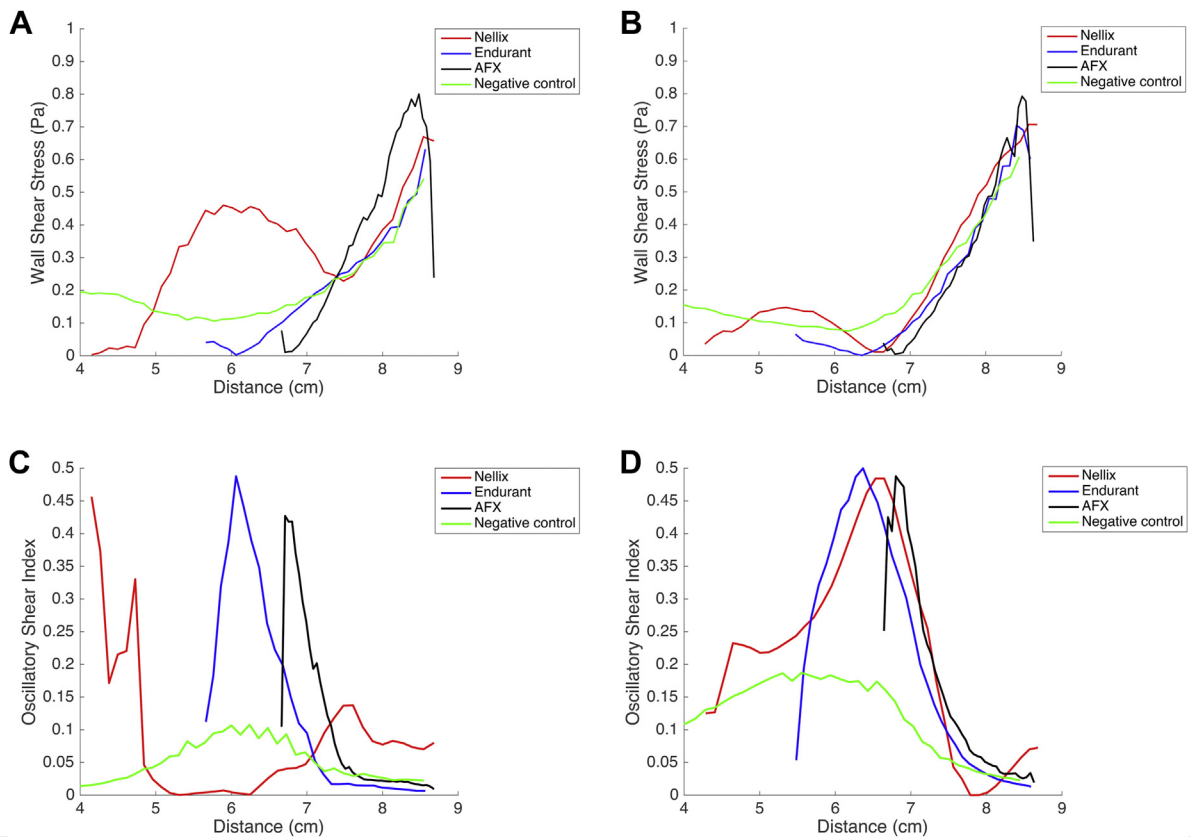 A
Wall Shear Stress (Pa)
1
0.9
0.8
0.7
0.6
0.5
0.4
0.3
0.2
0.1
0
4 5 6 7 8 9
Distance (cm)
Nellix
Endurant
AFX
Negative control
B
Wall Shear Stress (Pa)
1
0.9
0.8
0.7
0.6
0.5
0.4
0.3
0.2
0.1
0
4 5 6 7 8 9
Distance (cm)
Nellix
Endurant
AFX
Negative control
C
Oscillatory Shear Index
0.5
0.45
0.4
0.35
0.3
0.25
0.2
0.15
0.1
0.05
0
4 5 6 7 8 9
Distance (cm)
Nellix
Endurant
AFX
Negative control
D
Oscillatory Shear Index
0.5
0.45
0.4
0.35
0.3
0.25
0.2
0.15
0.1
0.05
0
4 5 6 7 8 9
Distance (cm)
Nellix
Endurant
AFX
Negative control